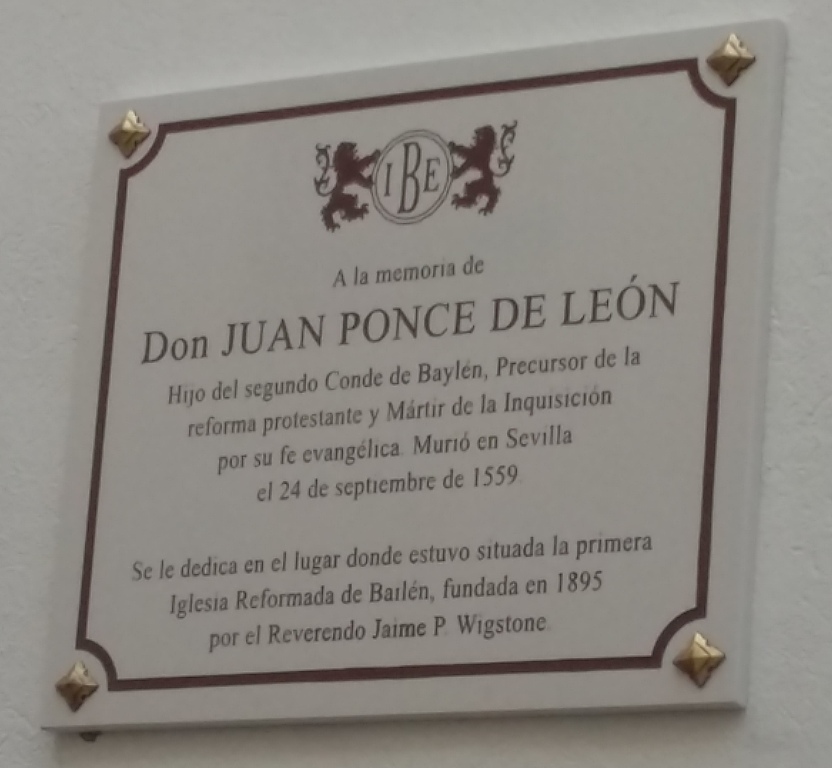 IBE
A la memoria de
Don JUAN PONCE DE LEÓN
Hijo del segundo Conde de Baylén, Precursor de la
reforma protestante y Mártir de la Inquisición
por su fe evangélica. Murió en Sevilla
el 24 de septiembre de 1559.
Se le dedica en el lugar donde estuvo situada la primera
Iglesia Reformada de Bailén, fundada en 1895
por el Reverendo Jaime P. Wigstone.